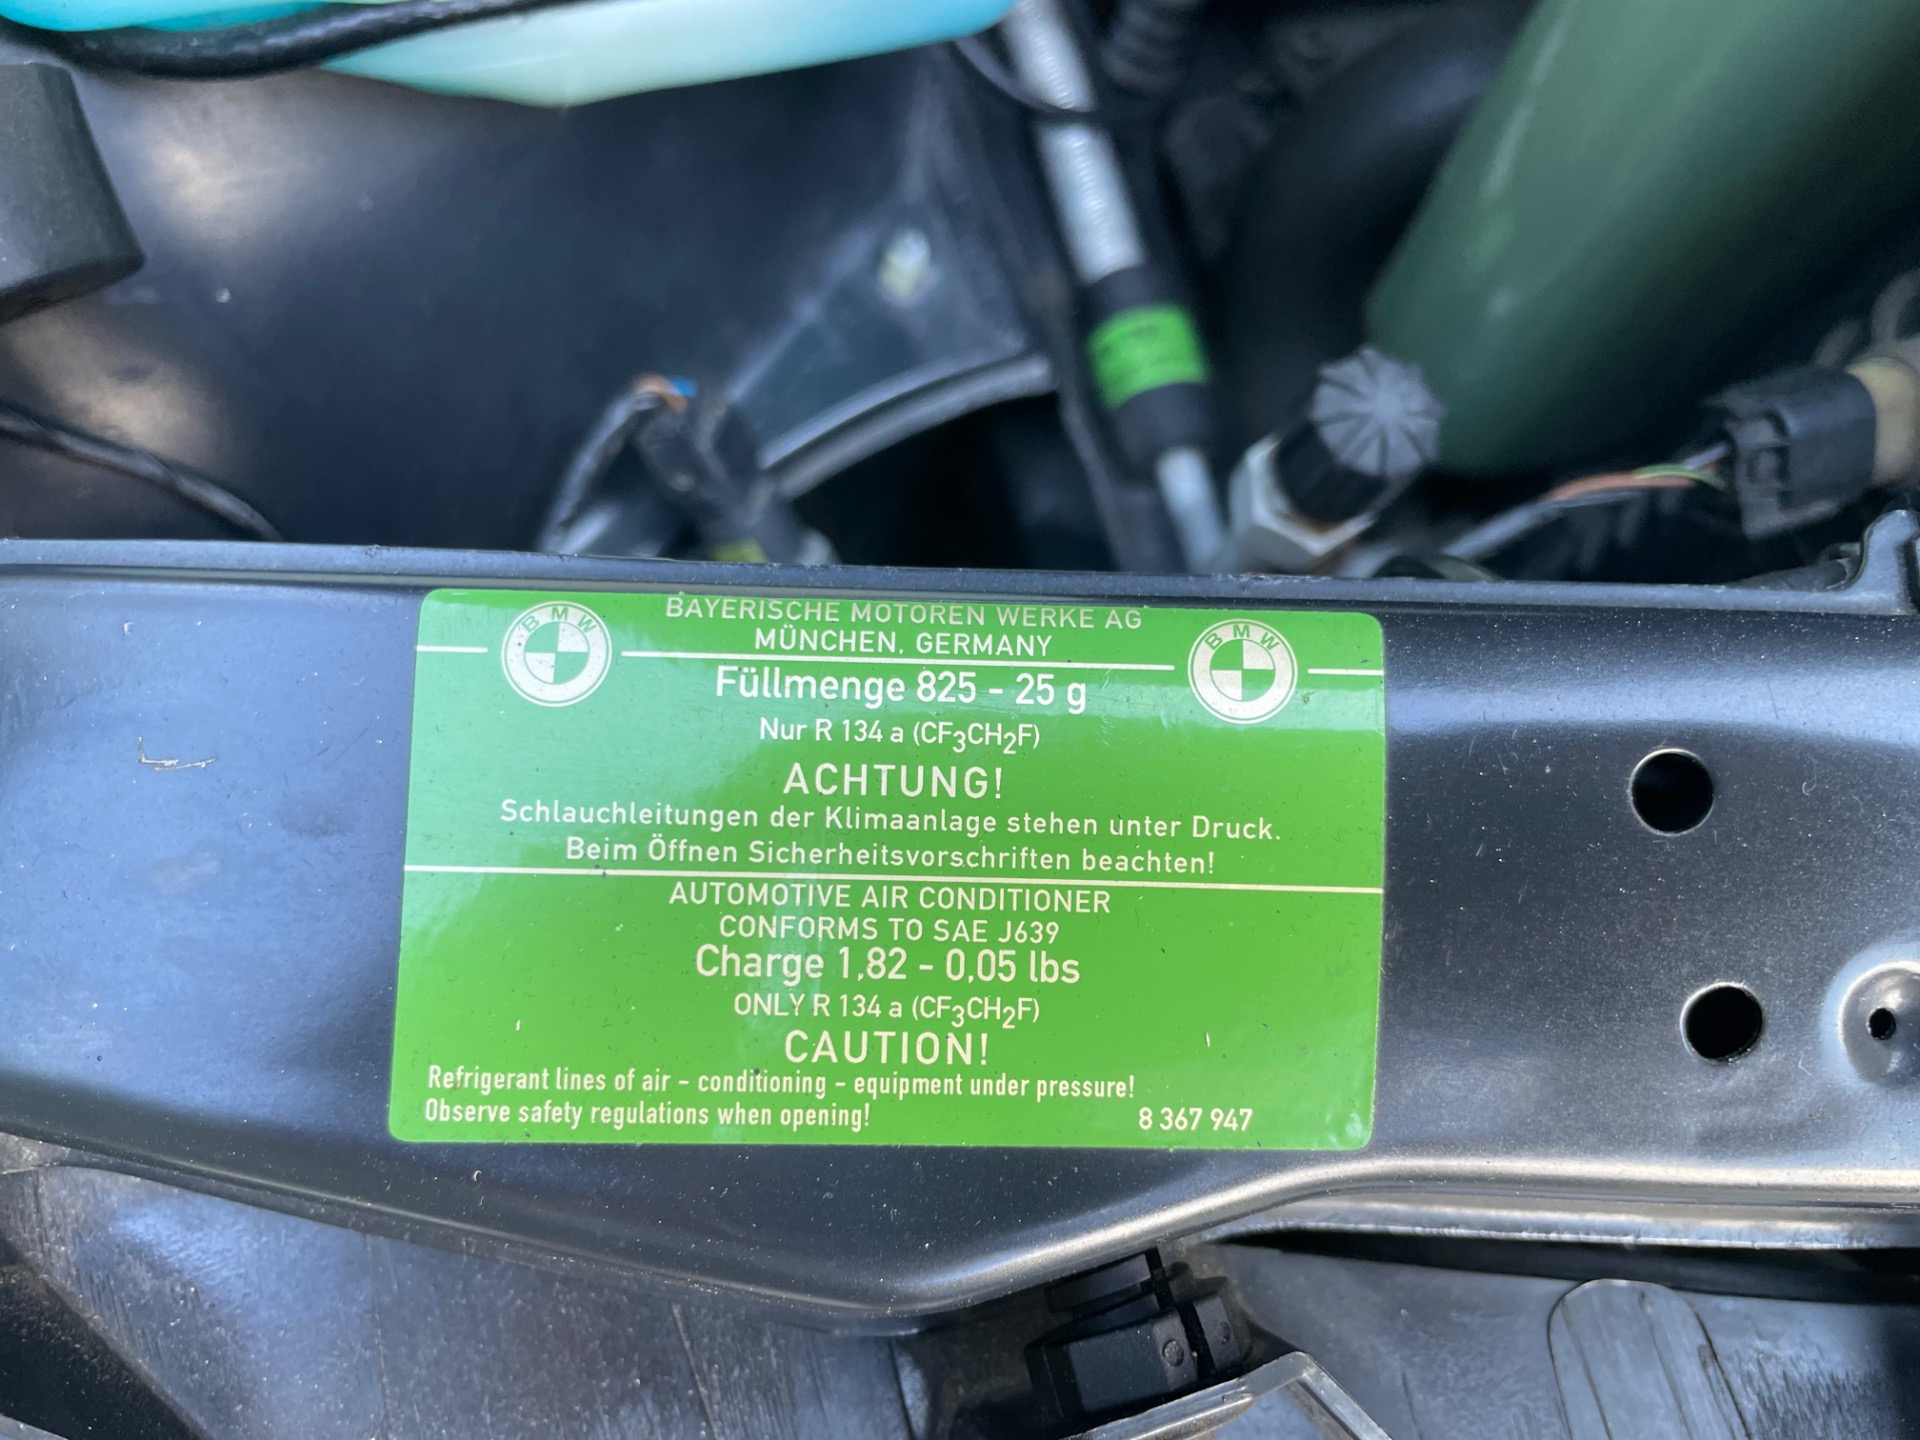 BMW
BAYERISCHE MOTOREN WERKE AG
MÜNCHEN, GERMANY
BMW
Füllmenge 825 - 25 g
Nur R 134 a (CF3CH2F)
ACHTUNG!
Schlauchleitungen der Klimaanlage stehen unter Druck.
Beim Öffnen Sicherheitsvorschriften beachten!
AUTOMOTIVE AIR CONDITIONER
CONFORMS TO SAE J639
Charge 1,82 - 0,05 lbs
ONLY R 134 a (CF3CH2F)
CAUTION!
Refrigerant lines of air - conditioning - equipment under pressure!
Observe safety regulations when opening!
8 367 947